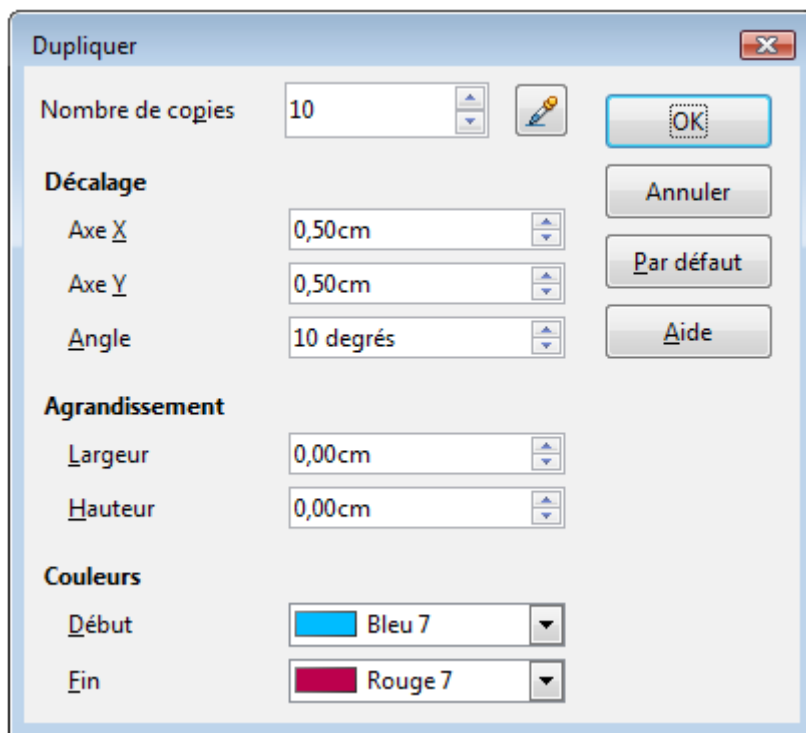 Dupliquer
Nombre de copies 10
OK
Décalage
Annuler
Axe X 0,50cm
Axe Y 0,50cm
Par défaut
Angle 10 degrés
Aide
Agrandissement
Largeur 0,00cm
Hauteur 0,00cm
Couleurs
Début Bleu 7
Fin Rouge 7